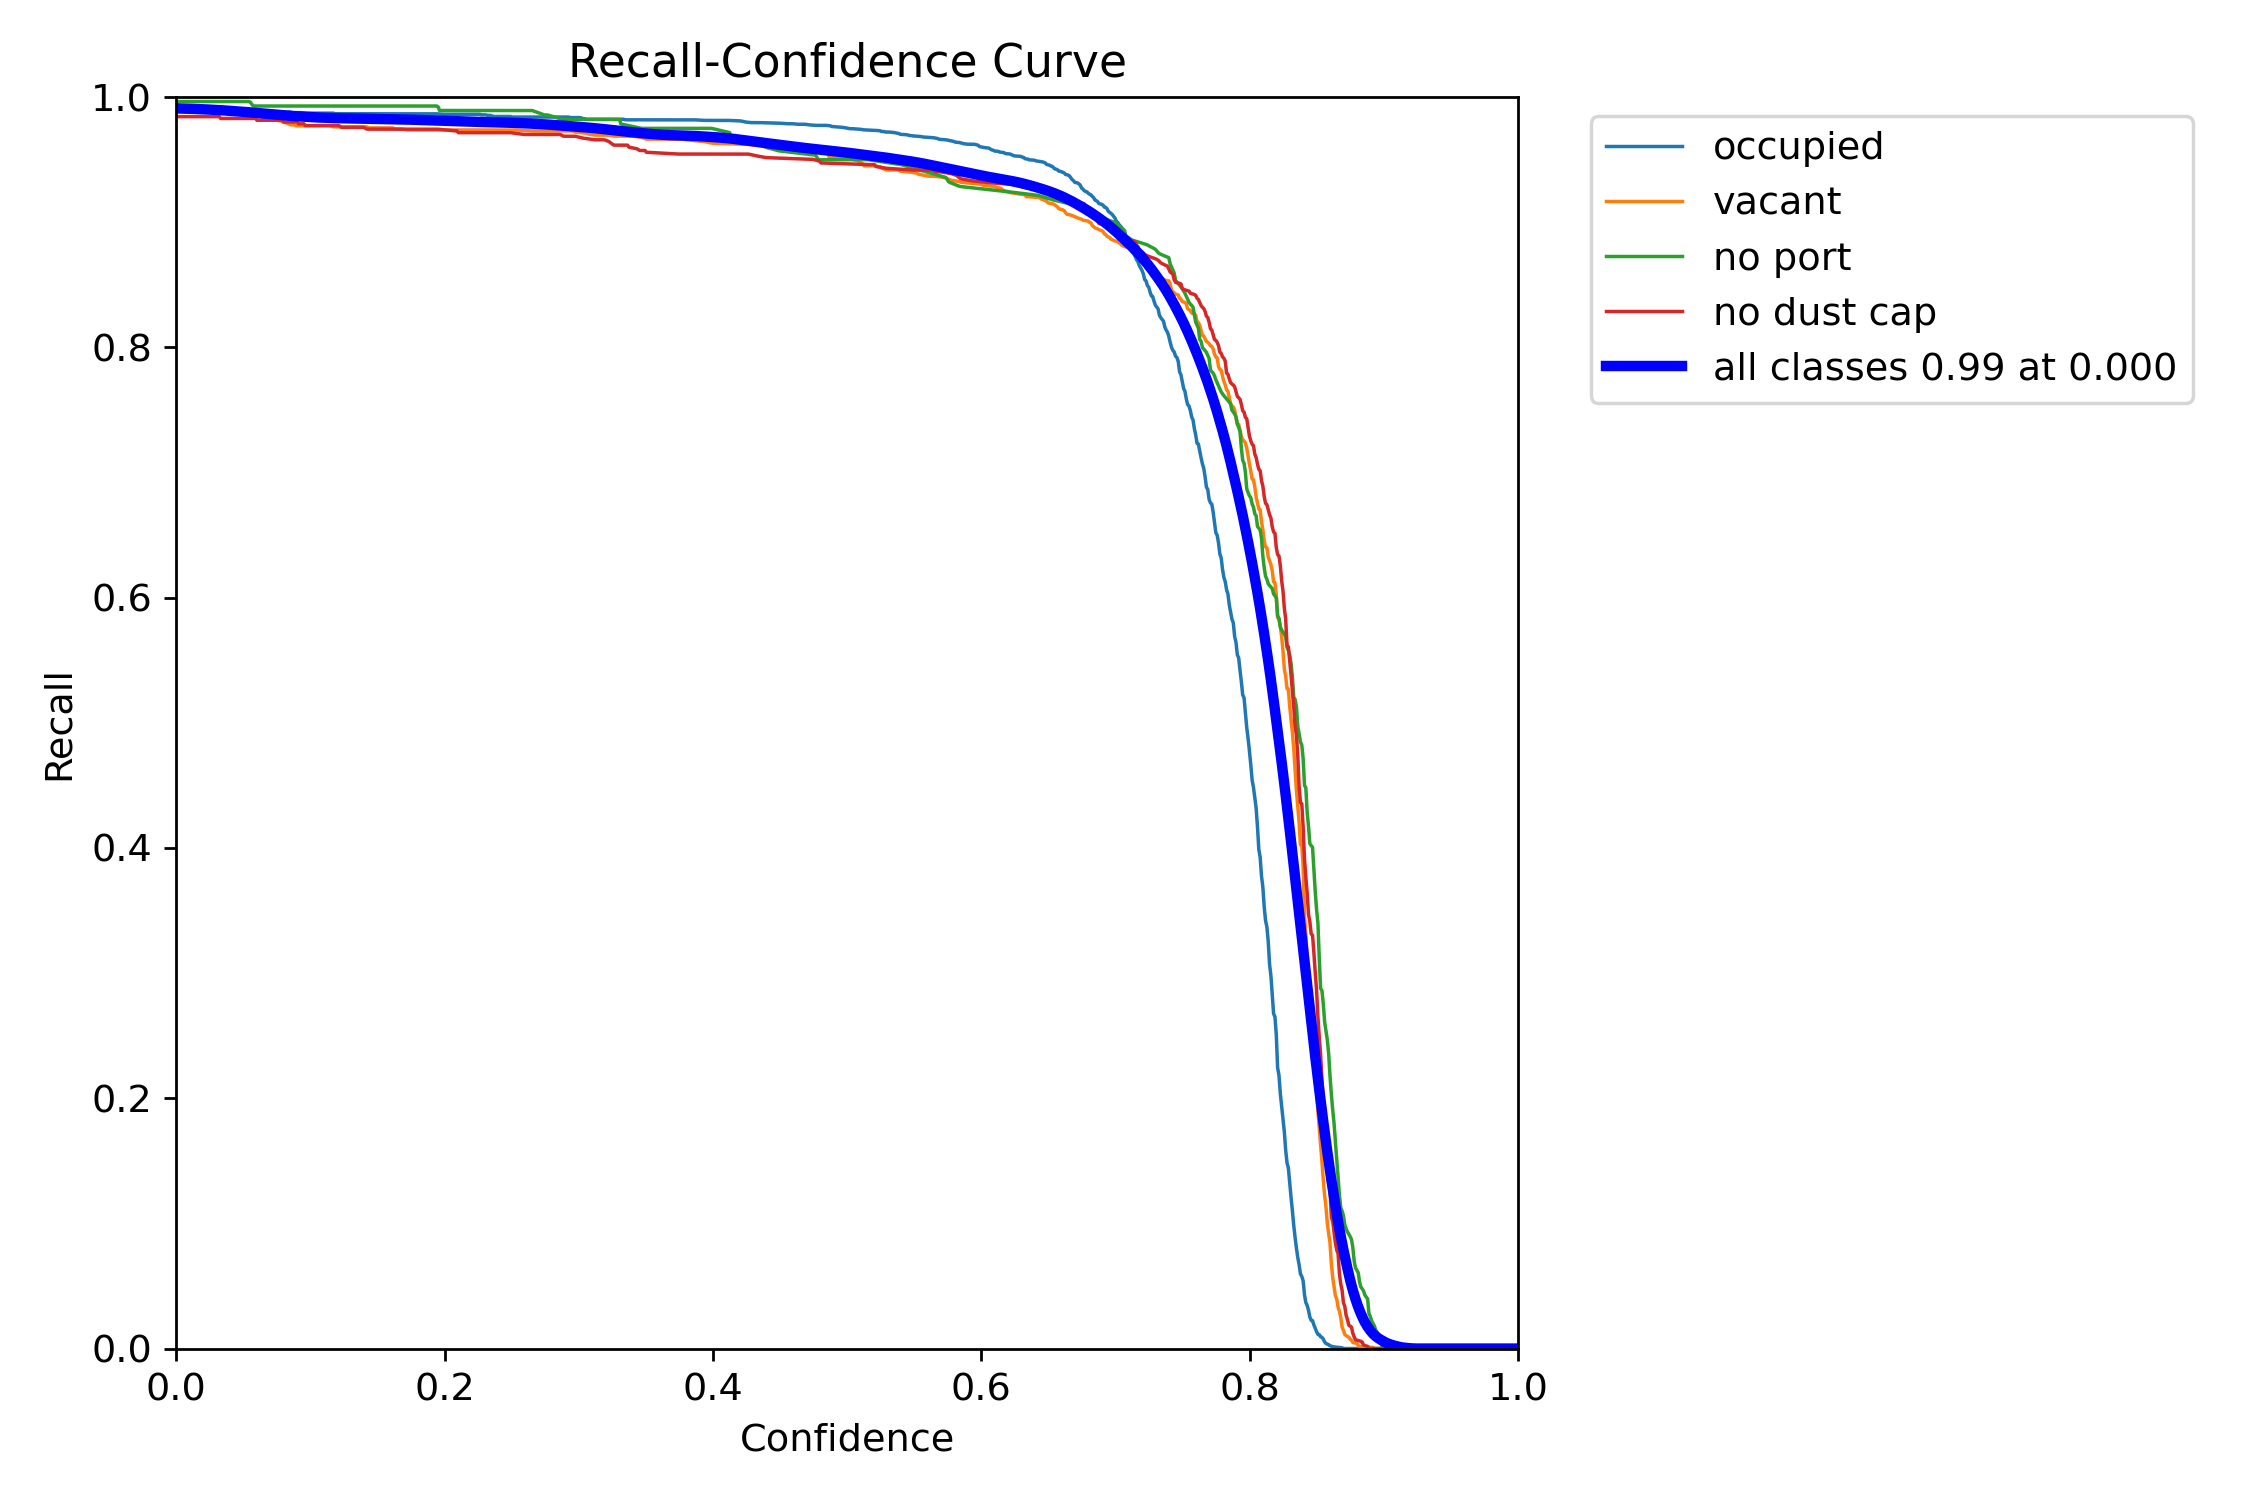 Recall-Confidence Curve
1.0
0.8
0.6
0.4
0.2
0.0
Recall
0.0 0.2 0.4 0.6 0.8 1.0
Confidence
occupied
vacant
no port
no dust cap
all classes 0.99 at 0.000